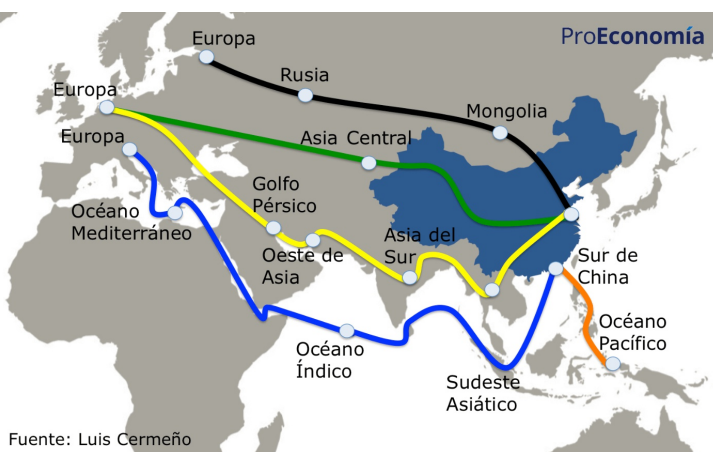 ProEconomía
Europa
Rusia
Europa
Mongolia
Europa
Asia Central
Golfo
Pérsico
Océano
Mediterráneo
Oeste de
Asia
Asia del
Sur
Sur de
China
Océano
Pacífico
Océano
Índico
Sudeste
Asiático
Fuente: Luis Cermeño